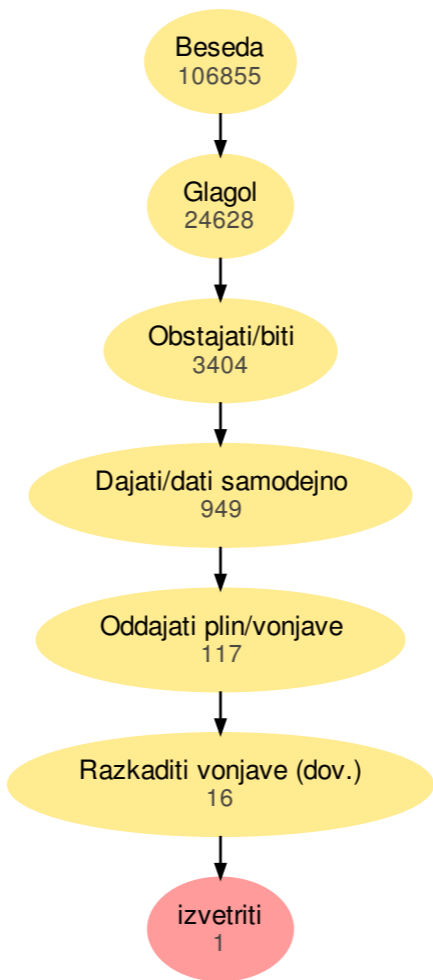 Beseda
106855
Glagol
24628
Obstajati/biti
3404
Dajati/dati samodejno
949
Oddajati plin/vonjave
117
Razkaditi vonjave (dov.)
16
izvetriti
1